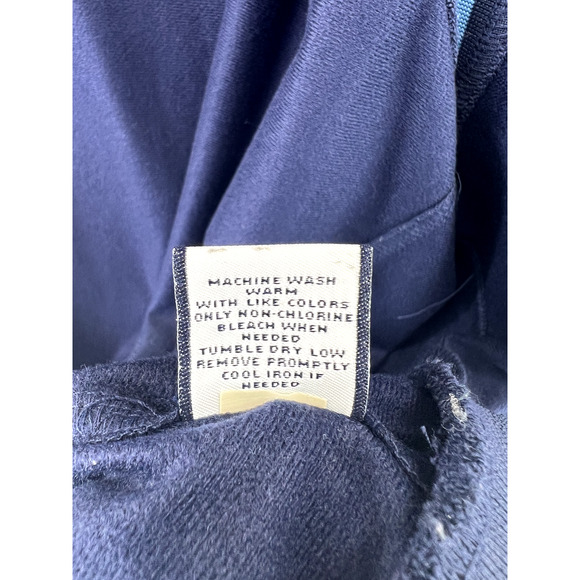 MACHINE WASH
WARM
WITH LIKE COLORS
ONLY NON-CHLORINE
BLEACH WHEN
NEEDED
TUMBLE DRY LOW
REMOVE PROMPTLY
COOL IRON IF
NEEDED